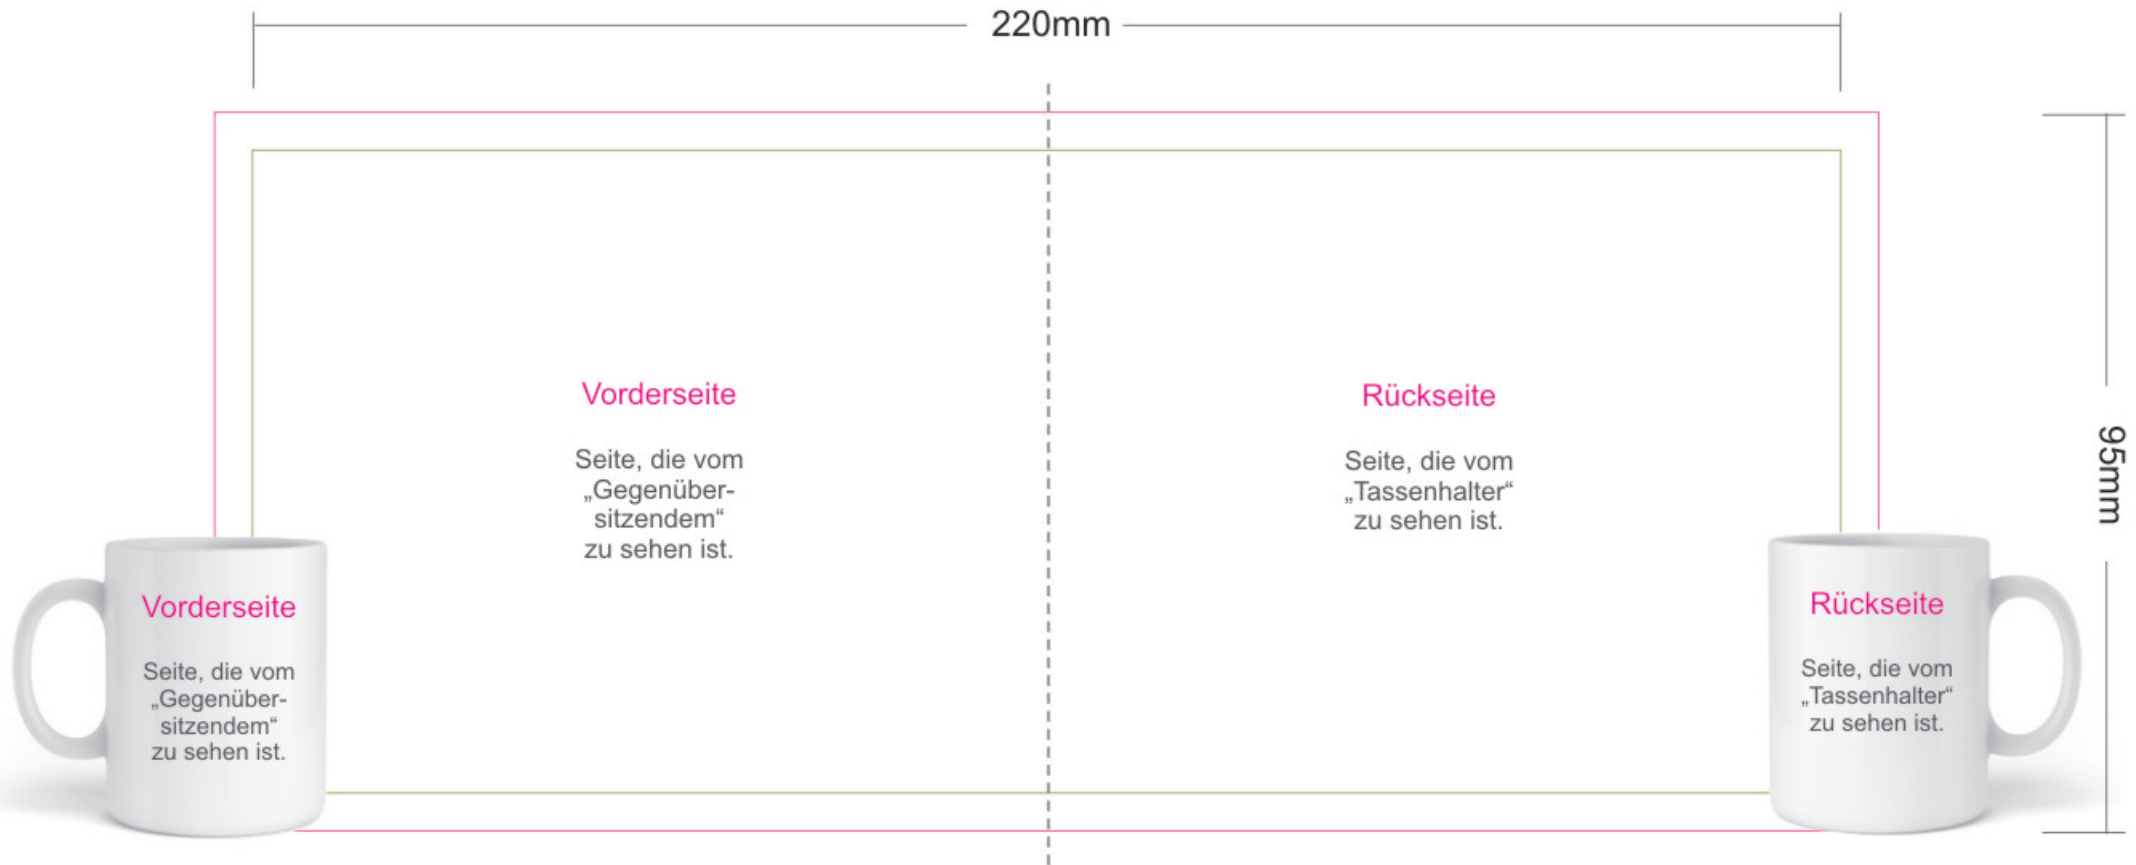 220mm
Vorderseite
Seite, die vom
„Gegenüber-
sitzendem“
zu sehen ist.
Rückseite
Seite, die vom
„Tassenhalter“
zu sehen ist.
95mm
Vorderseite
Seite, die vom
„Gegenüber-
sitzendem“
zu sehen ist.
Rückseite
Seite, die vom
„Tassenhalter“
zu sehen ist.